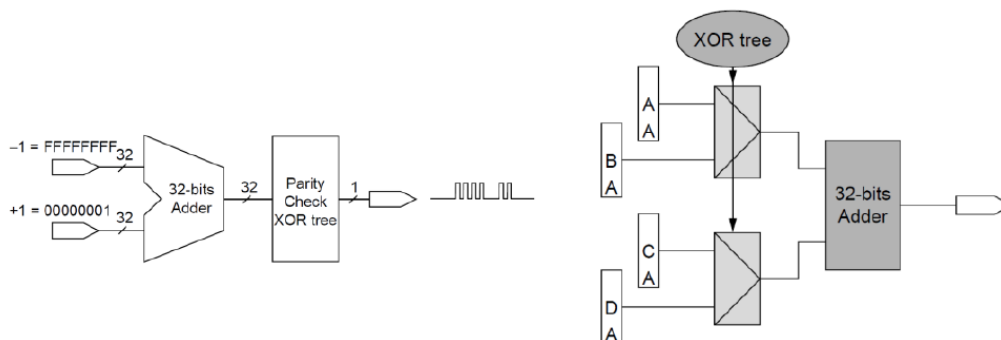 –1 = FFFFFFFF
32
+1 = 00000001
32
32-bits
Adder
32
Parity
Check
XOR tree
1
XOR tree
A
A
B
A
C
A
D
A
32-bits
Adder